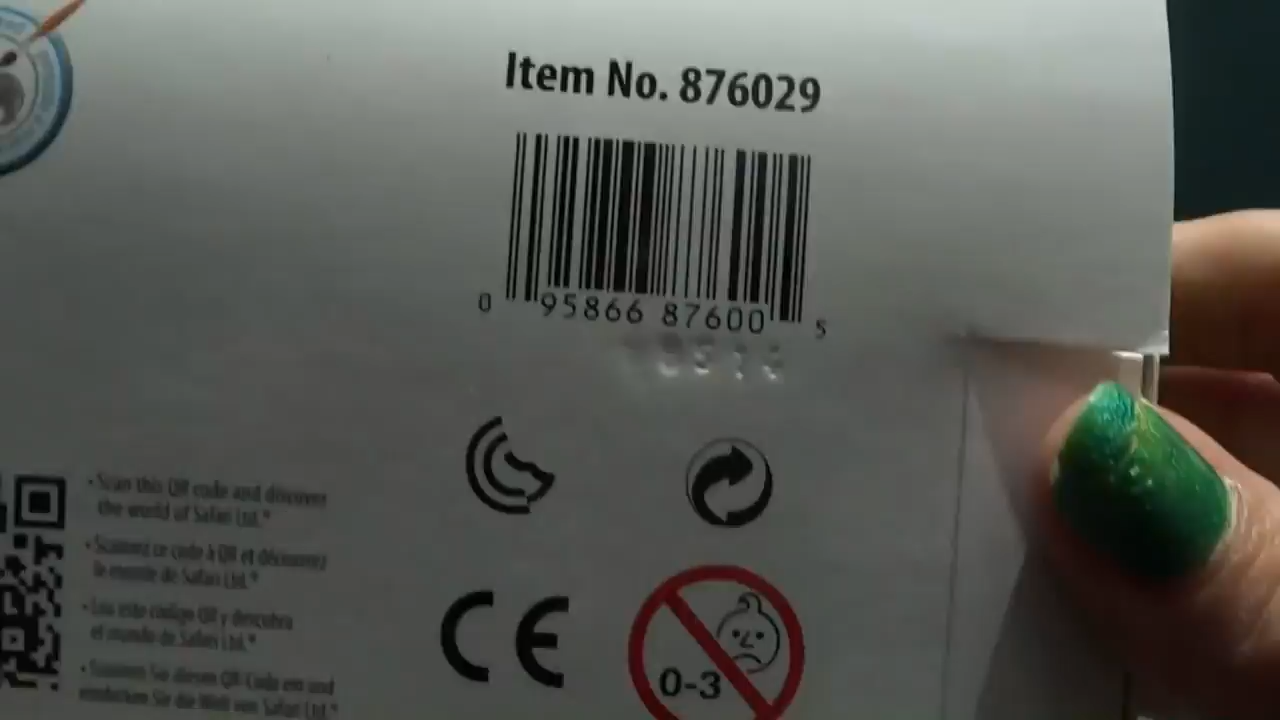 Item No. 876029
0 95866 87600 5
• Scan this QR code and discover
the world of Safari Ltd.®
• Scannez ce code à QR et découvrez
le monde de Safari Ltd.®
• Lea este código QR y descubra
el mundo de Safari Ltd.®
• Scannen Sie diesen QR-Code ein und
entdecken Sie die Welt von Safari Ltd.®
CE
0-3